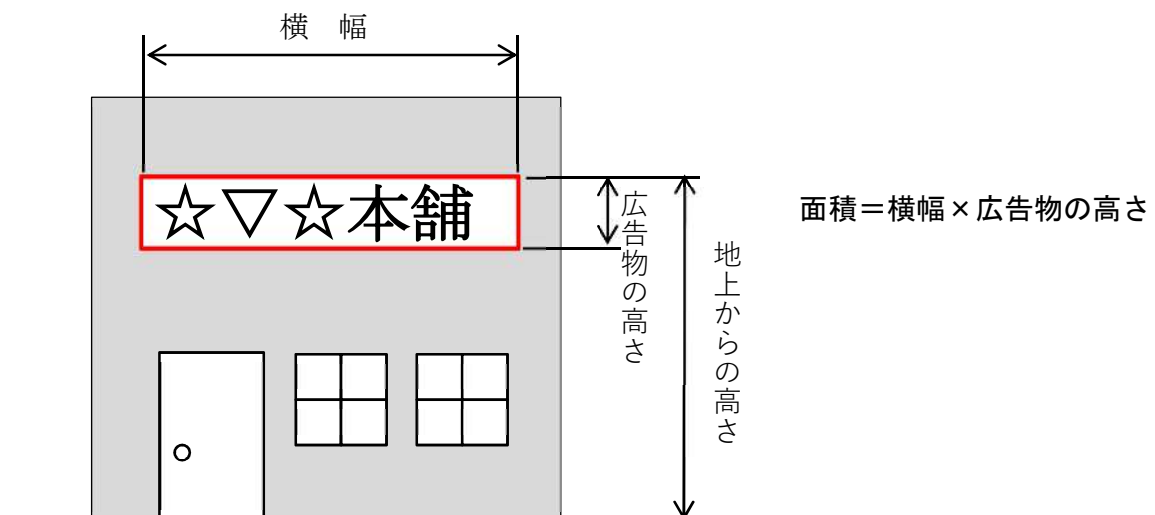 横　幅
☆▽☆本舗
広告物の高さ
地上からの高さ
面積＝横幅×広告物の高さ